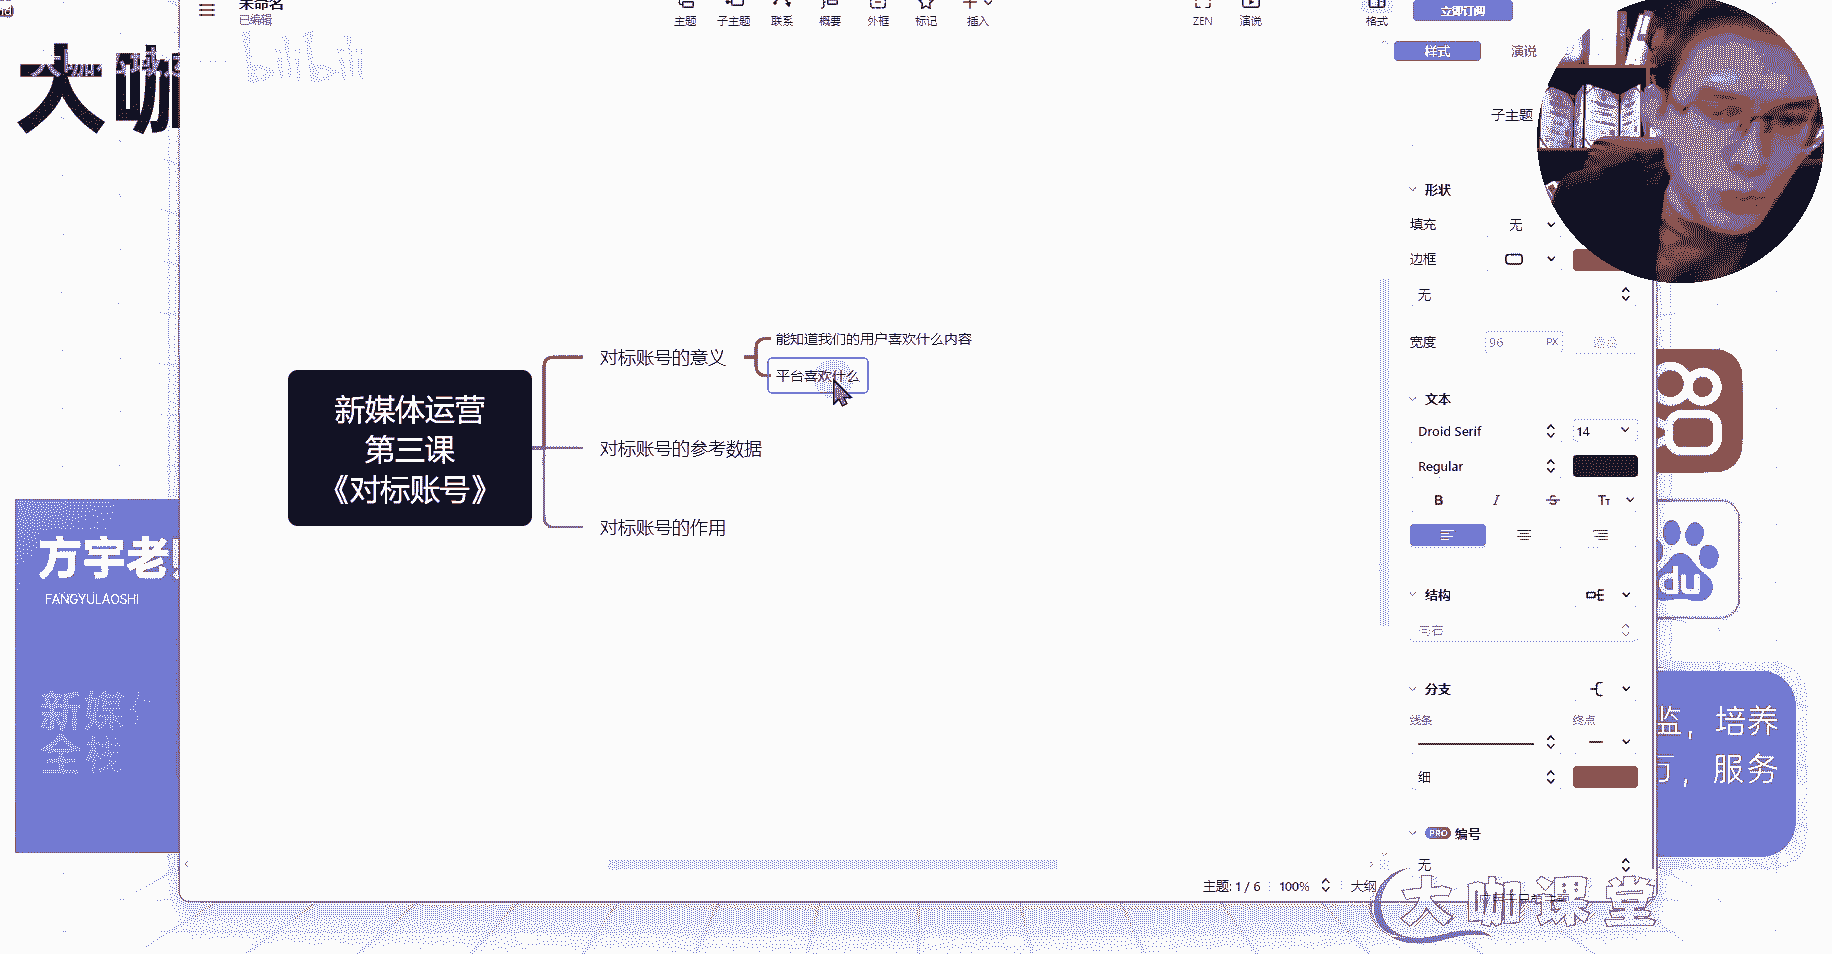 未命名
已编辑
主题
子主题
联系
概要
外框
标记
插入
ZEN
演说
格式
立即订阅
大咖
bilibili
样式
演说
子主题
形状
填充
无
边框
无
宽度
96
PX
文本
Droid Serif
14
Regular
B
I
S
TT
结构
向右
分支
线条
终点
细
PRO
编号
无
新媒体运营
第三课
《对标账号》
对标账号的意义
能知道我们的用户喜欢什么内容
平台喜欢什么
对标账号的参考数据
对标账号的作用
方宇老
FANGYULAOSHI
新媒
全栈
du
监，培养
万，服务
主题: 1 / 6
100%
大纲
大咖课堂